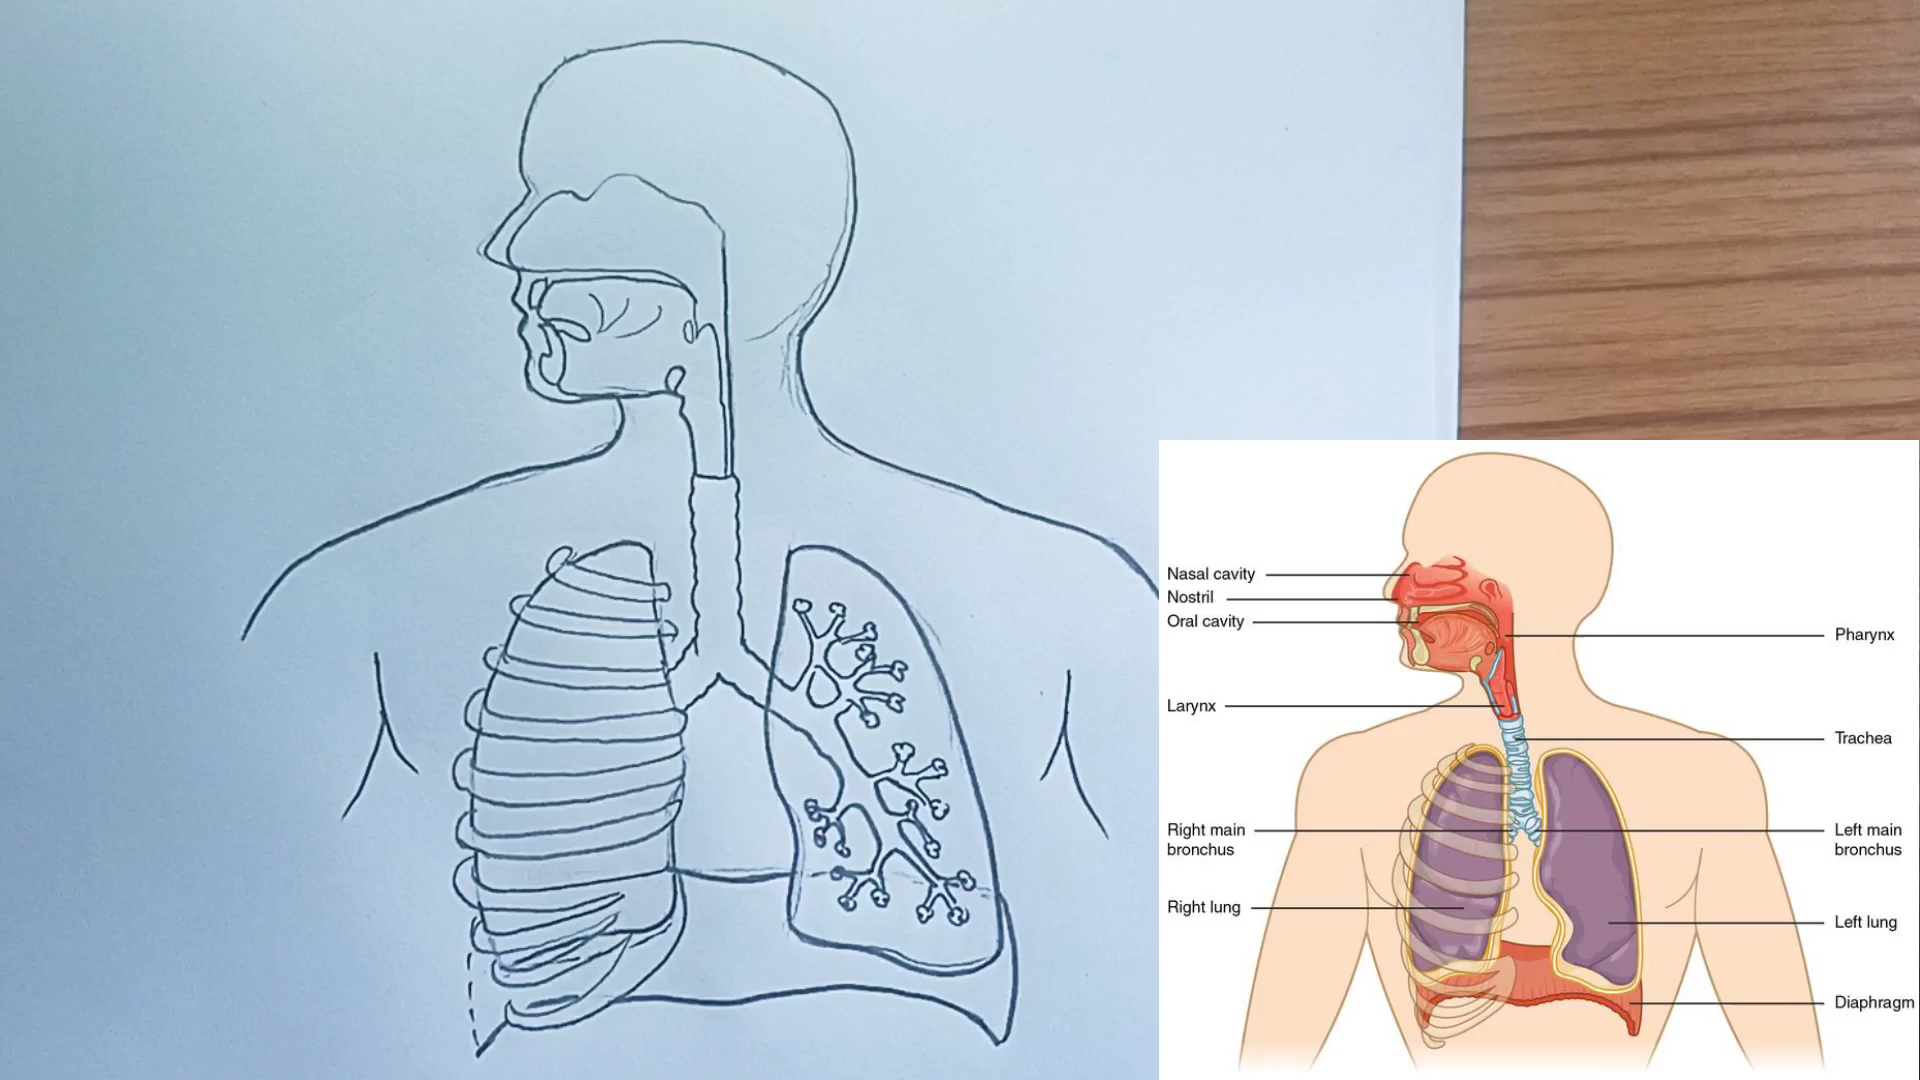 Nasal cavity
Nostril
Oral cavity
Pharynx
Larynx
Trachea
Right main
bronchus
Left main
bronchus
Right lung
Left lung
Diaphragm